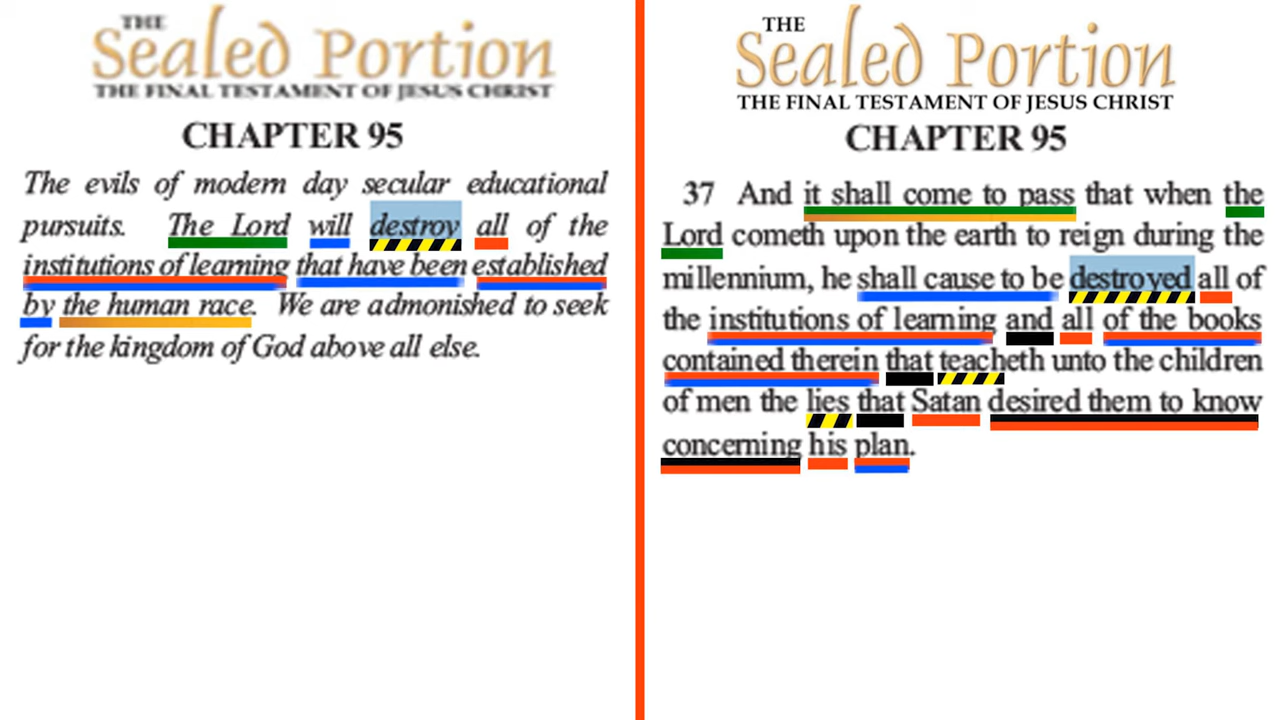 THE
Sealed Portion
THE FINAL TESTAMENT OF JESUS CHRIST
CHAPTER 95
The evils of modern day secular educational
pursuits. The Lord will destroy all of the
institutions of learning that have been established
by the human race. We are admonished to seek
for the kingdom of God above all else.
THE
Sealed Portion
THE FINAL TESTAMENT OF JESUS CHRIST
CHAPTER 95
37 And it shall come to pass that when the
Lord cometh upon the earth to reign during the
millennium, he shall cause to be destroyed all of
the institutions of learning and all of the books
contained therein that teacheth unto the children
of men the lies that Satan desired them to know
concerning his plan.